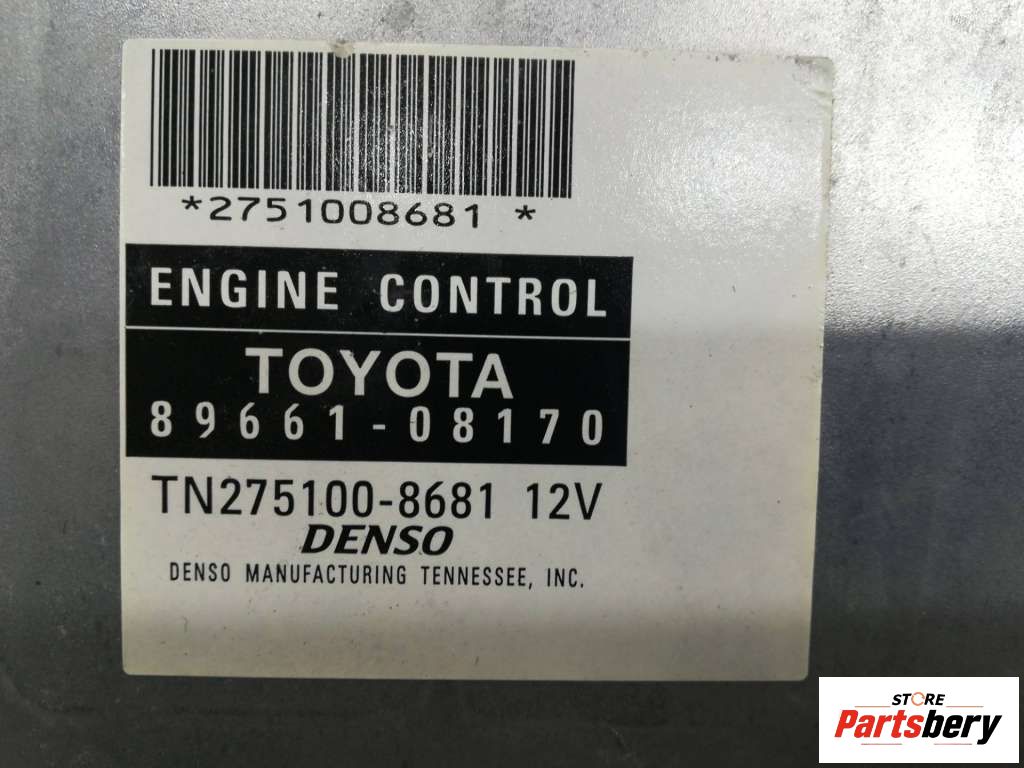 *2751008681 *
ENGINE CONTROL
TOYOTA
89661-08170
TN275100-8681 12V
DENSO
DENSO MANUFACTURING TENNESSEE, INC.
STORE
Partsbery